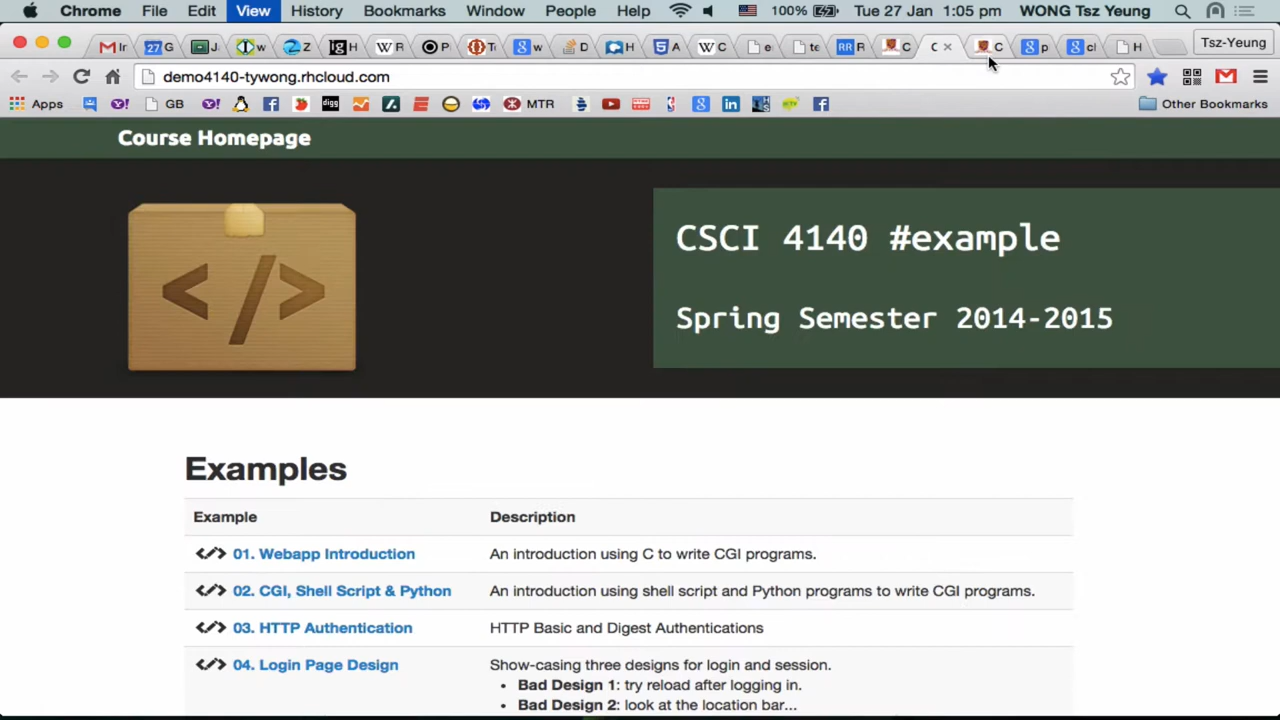 Chrome File Edit View History Bookmarks Window People Help 100% Tue 27 Jan 1:05 pm WONG Tsz Yeung
Tsz-Yeung
demo4140-tywong.rhcloud.com
Apps GB MTR Other Bookmarks
Course Homepage
CSCI 4140 #example
Spring Semester 2014-2015
Examples
Example Description
01. Webapp Introduction An introduction using C to write CGI programs.
02. CGI, Shell Script & Python An introduction using shell script and Python programs to write CGI programs.
03. HTTP Authentication HTTP Basic and Digest Authentications
04. Login Page Design Show-casing three designs for login and session.
• Bad Design 1: try reload after logging in.
• Bad Design 2: look at the location bar...